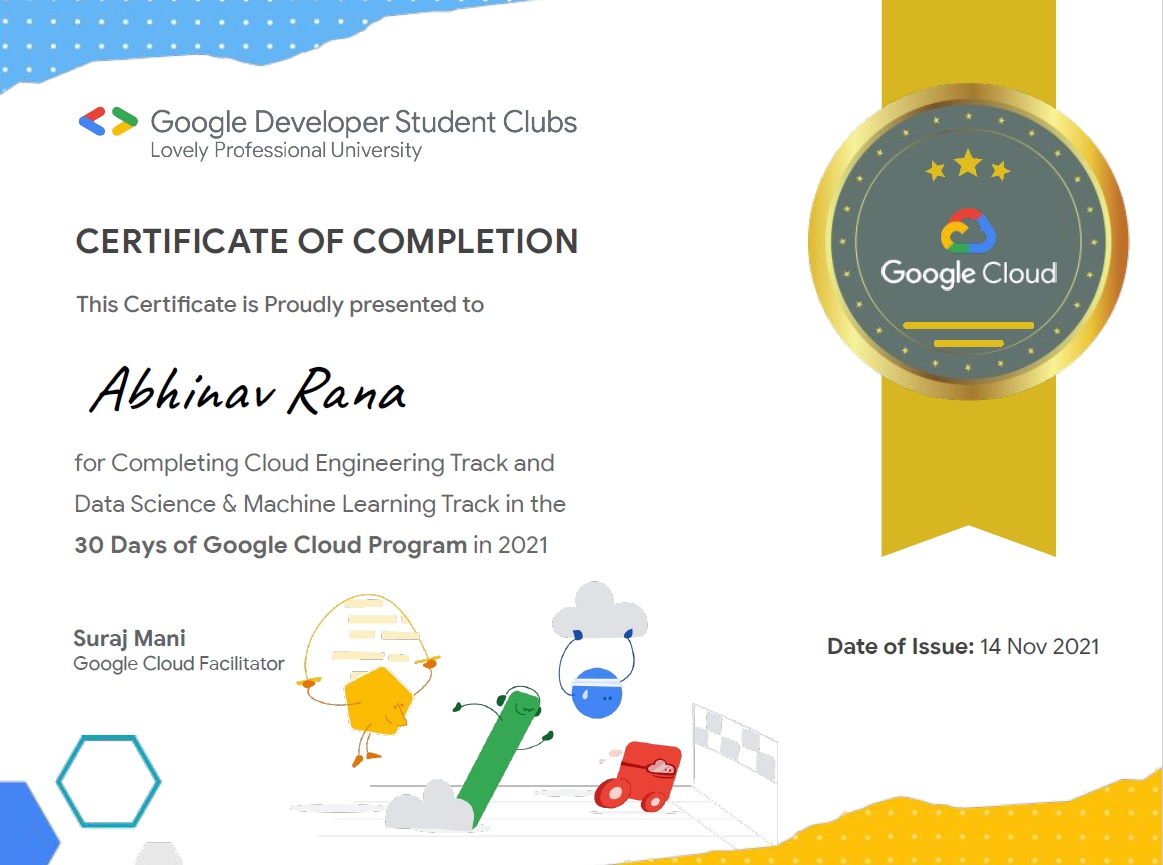 Google Developer Student Clubs
Lovely Professional University
CERTIFICATE OF COMPLETION
This Certificate is Proudly presented to
Abhinav Rana
for Completing Cloud Engineering Track and
Data Science & Machine Learning Track in the
30 Days of Google Cloud Program in 2021
Suraj Mani
Google Cloud Facilitator
Google Cloud
Date of Issue: 14 Nov 2021